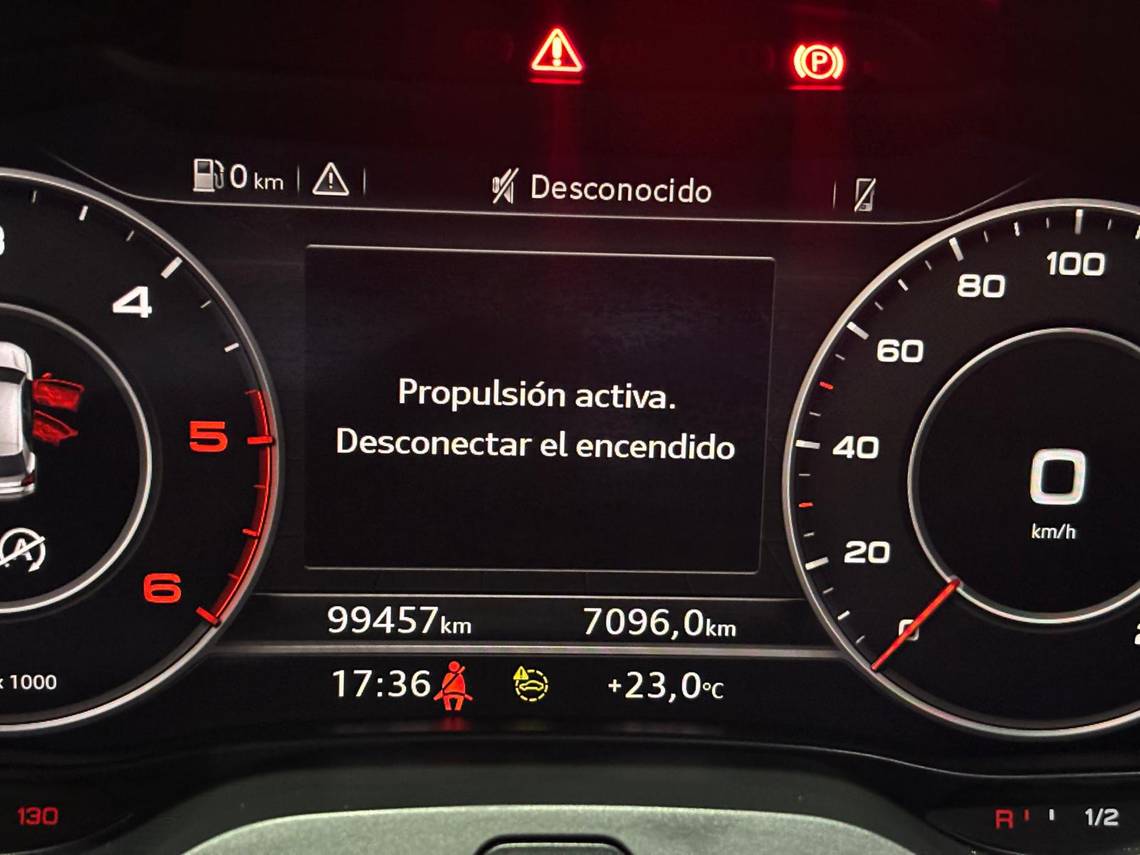 P
0 km
Desconocido
3
4
5
6
x 1000
A
Propulsión activa.
Desconectar el encendido
100
80
60
40
20
0
0
km/h
99457km
7096,0km
17:36
+23,0°C
130
R
1/2